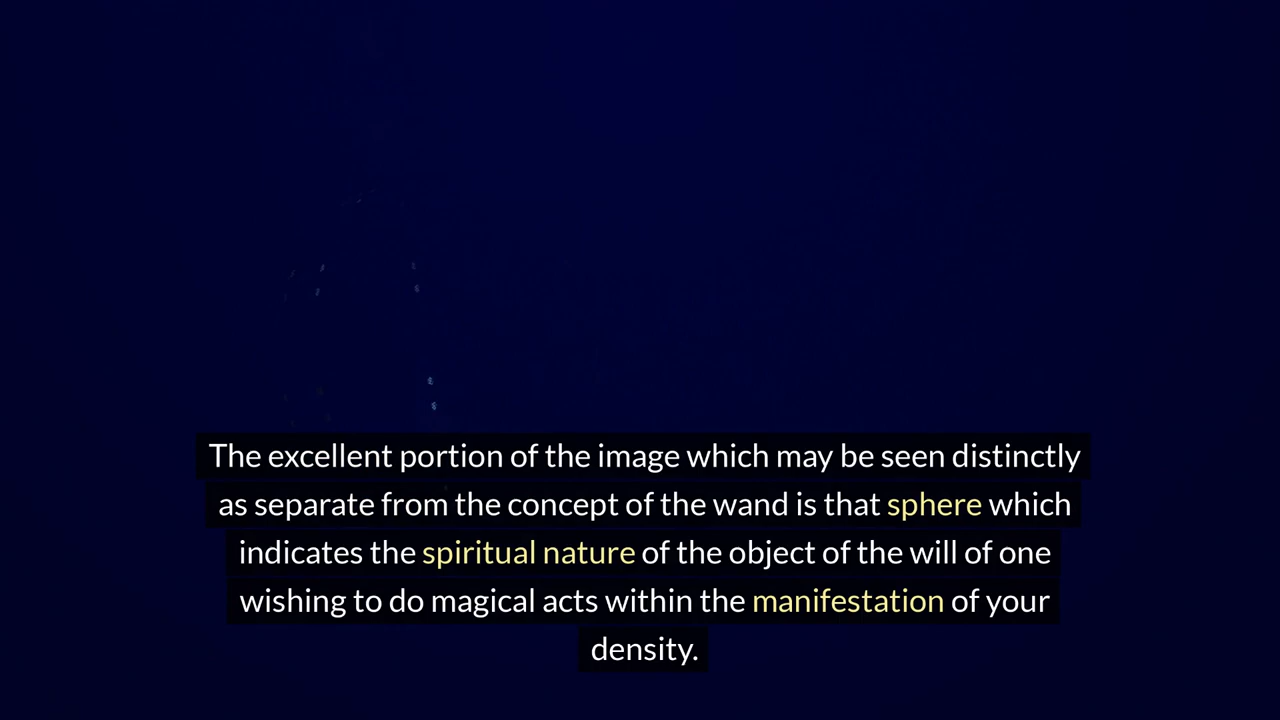 The excellent portion of the image which may be seen distinctly
as separate from the concept of the wand is that sphere which
indicates the spiritual nature of the object of the will of one
wishing to do magical acts within the manifestation of your
density.